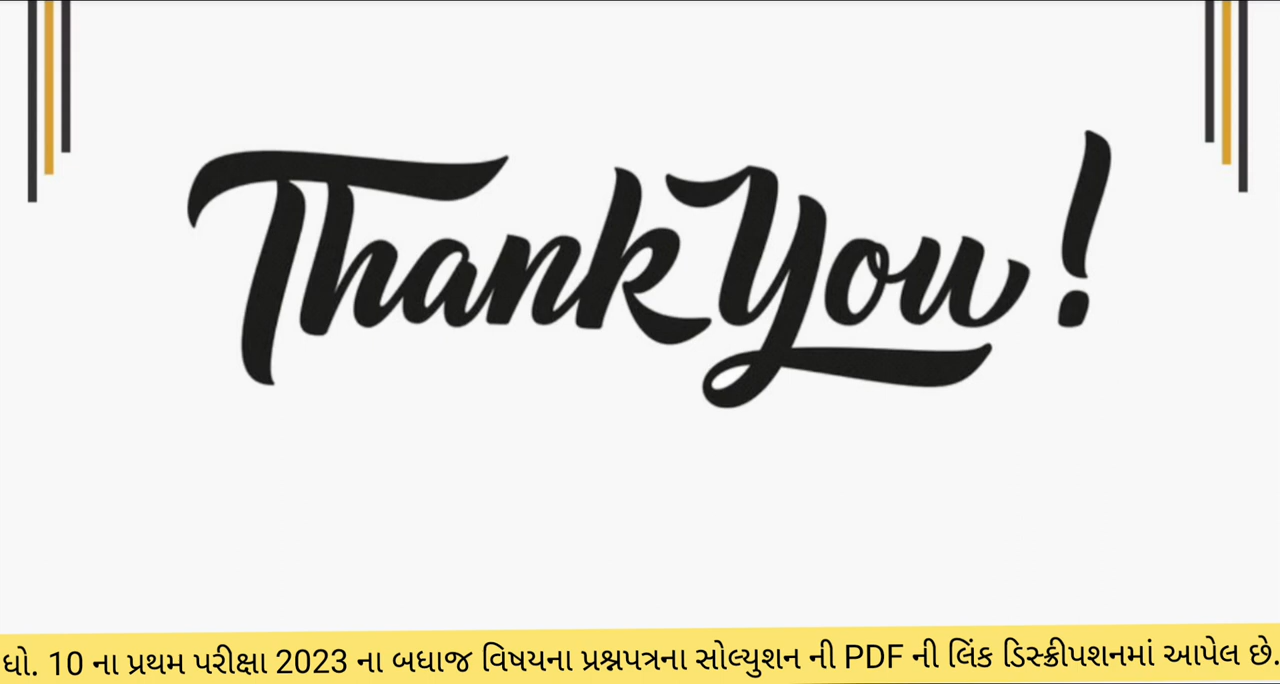 Thank You!
ધો. 10 ના પ્રથમ પરીક્ષા 2023 ના બધાજ વિષયના પ્રશ્નપત્રના સોલ્યુશન ની PDF ની લિંક ડિસ્ક્રીપશનમાં આપેલ છે.